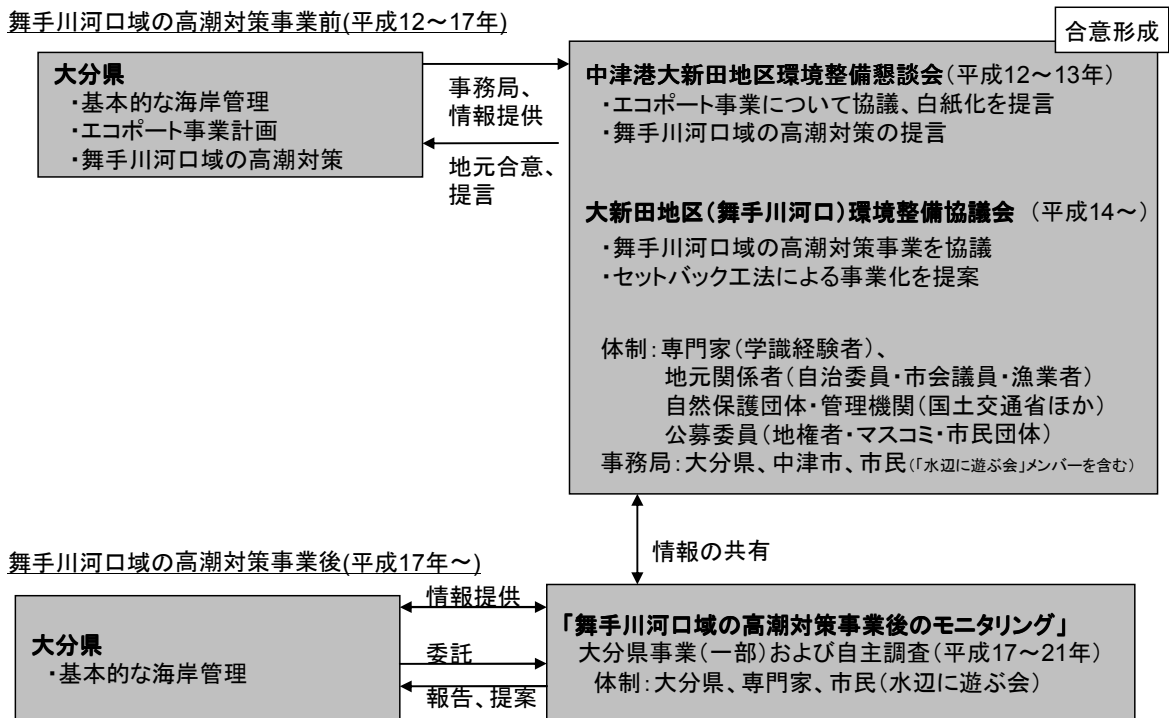 舞手川河口域の高潮対策事業前(平成12～17年)
合意形成
大分県
・基本的な海岸管理
・エコポート事業計画
・舞手川河口域の高潮対策
事務局、
情報提供
地元合意、
提言
中津港大新田地区環境整備懇談会(平成12～13年)
・エコポート事業について協議、白紙化を提言
・舞手川河口域の高潮対策の提言
大新田地区(舞手川河口)環境整備協議会 (平成14～)
・舞手川河口域の高潮対策事業を協議
・セットバック工法による事業化を提案
体制:専門家(学識経験者)、
地元関係者(自治委員・市会議員・漁業者)
自然保護団体・管理機関(国土交通省ほか)
公募委員(地権者・マスコミ・市民団体)
事務局:大分県、中津市、市民(「水辺に遊ぶ会」メンバーを含む)
情報の共有
舞手川河口域の高潮対策事業後(平成17年～)
大分県
・基本的な海岸管理
情報提供
委託
報告、提案
「舞手川河口域の高潮対策事業後のモニタリング」
大分県事業(一部)および自主調査(平成17～21年)
体制:大分県、専門家、市民(水辺に遊ぶ会)